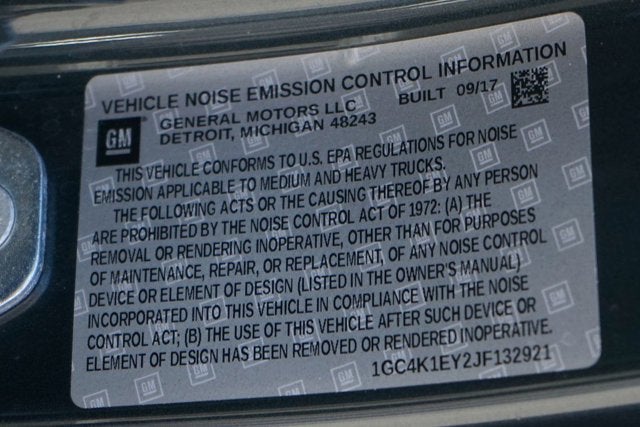 VEHICLE NOISE EMISSION CONTROL INFORMATION
GM
GENERAL MOTORS LLC BUILT 09/17
DETROIT, MICHIGAN 48243
THIS VEHICLE CONFORMS TO U.S. EPA REGULATIONS FOR NOISE
EMISSION APPLICABLE TO MEDIUM AND HEAVY TRUCKS.
THE FOLLOWING ACTS OR THE CAUSING THEREOF BY ANY PERSON
ARE PROHIBITED BY THE NOISE CONTROL ACT OF 1972: (A) THE
REMOVAL OR RENDERING INOPERATIVE, OTHER THAN FOR PURPOSES
OF MAINTENANCE, REPAIR, OR REPLACEMENT, OF ANY NOISE CONTROL
DEVICE OR ELEMENT OF DESIGN (LISTED IN THE OWNER'S MANUAL)
INCORPORATED INTO THIS VEHICLE IN COMPLIANCE WITH THE NOISE
CONTROL ACT; (B) THE USE OF THIS VEHICLE AFTER SUCH DEVICE OR
ELEMENT OF DESIGN HAS BEEN REMOVED OR RENDERED INOPERATIVE.
1GC4K1EY2JF132921